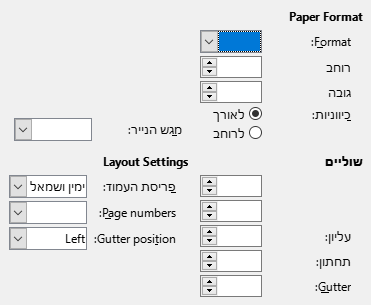 Paper Format
Format:
רוחב
גובה
כיווניות:
לאורך
לרוחב
מגש הנייר:
שוליים
Layout Settings
פריסת העמוד:
ימין ושמאל
Page numbers:
עליון:
Gutter position:
Left
תחתון:
Gutter: